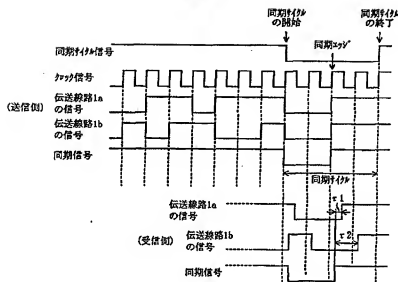 同期サイクル
の開始
同期サイクル
の終了
同期エッジ
同期サイクル信号
クロック信号
(送信側)
伝送線路1a
の信号
伝送線路1b
の信号
同期信号
同期サイクル
τ1
伝送線路1a
の信号
τ2
(受信側)
伝送線路1b
の信号
同期信号